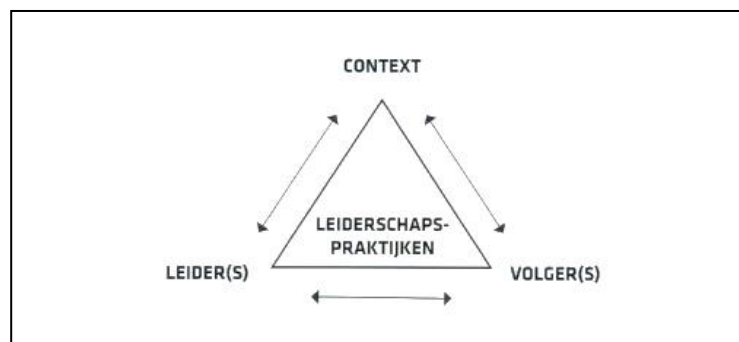 CONTEXT
LEIDERSCHAPS-
PRAKTIJKEN
LEIDER(S)
VOLGER(S)